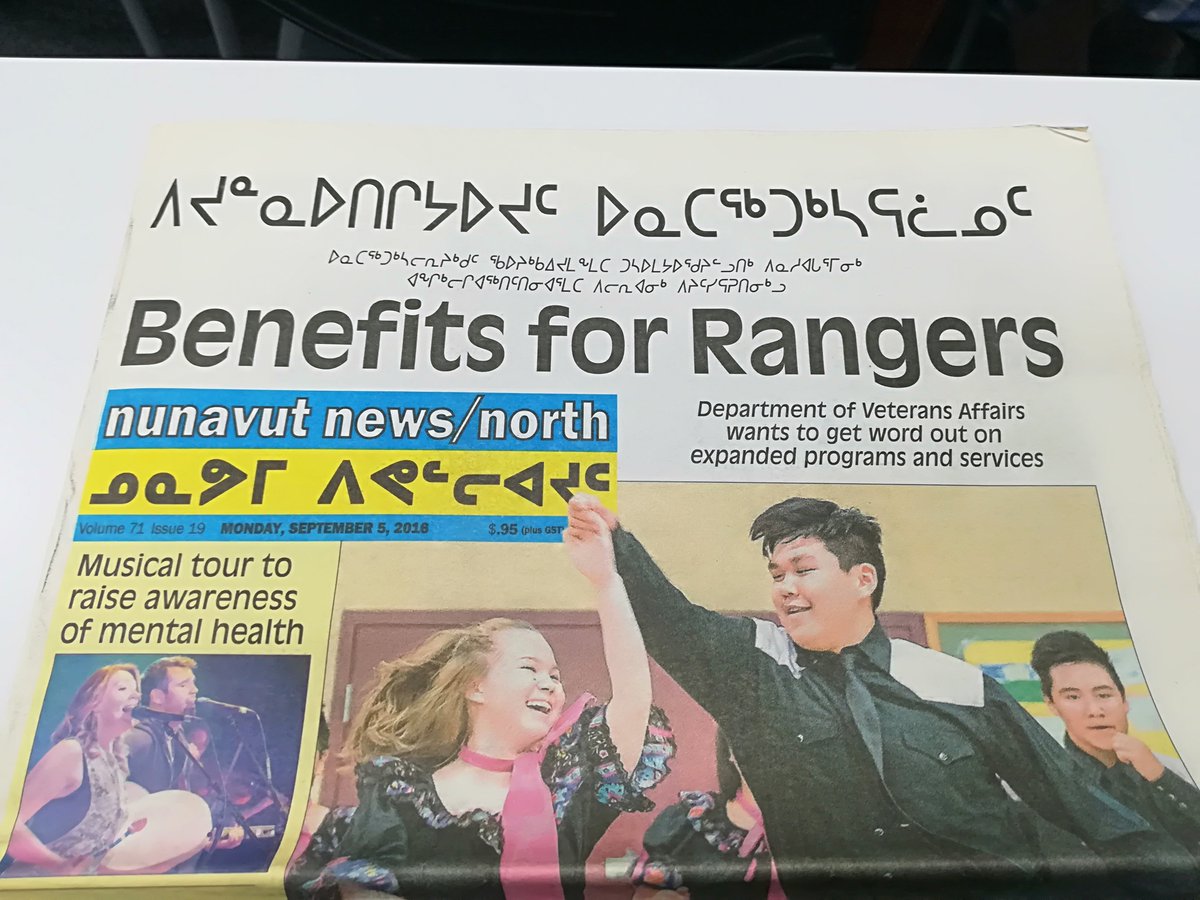 ᐱᔪᓐᓇᐅᑎᒋᔭᐅᔪᑦ ᐅᓇᑕᖅᑐᒃᓴᕋᓛᓄᑦ
Benefits for Rangers
Department of Veterans Affairs
wants to get word out on
expanded programs and services
nunavut news/north
ᓄᓇᕗᒥ ᐱᕙᓪᓕᐊᔪᑦ
Volume 71 Issue 19 MONDAY, SEPTEMBER 5, 2016 $.95 (plus GST)
Musical tour to
raise awareness
of mental health